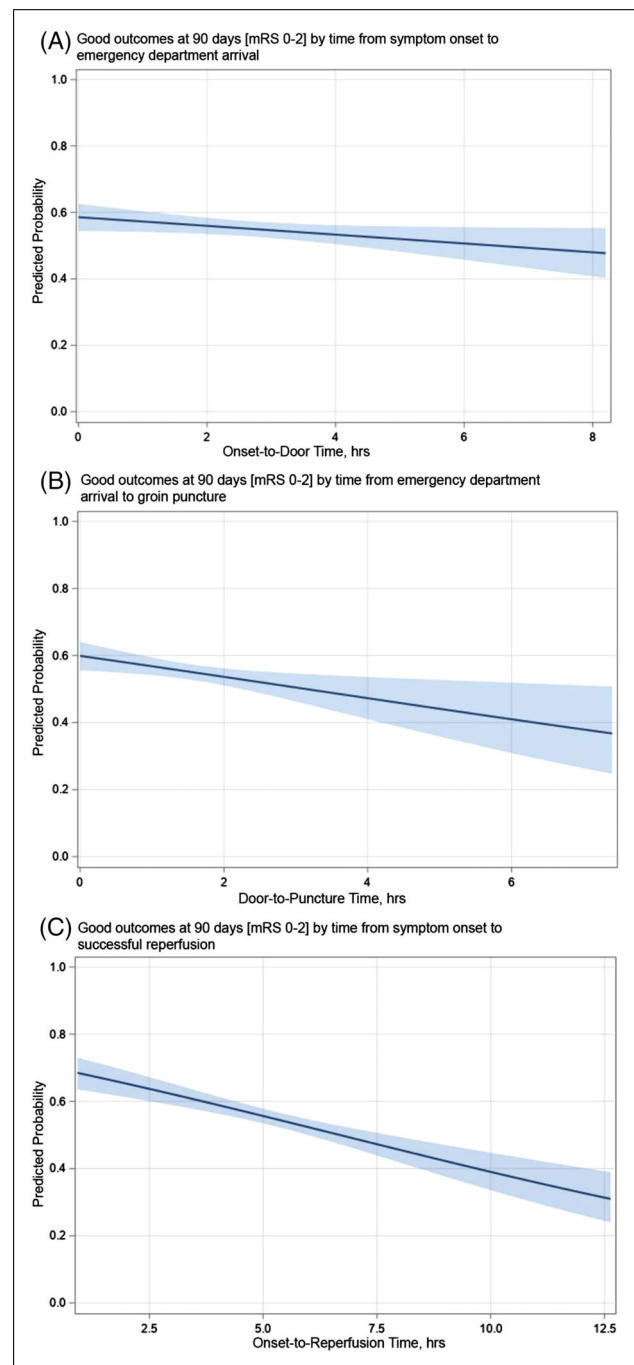 (A) Good outcomes at 90 days [mRS 0-2] by time from symptom onset to
emergency department arrival
1.0
0.8
0.6
0.4
0.2
0.0
Predicted Probability
0 2 4 6 8
Onset-to-Door Time, hrs
(B) Good outcomes at 90 days [mRS 0-2] by time from emergency department
arrival to groin puncture
1.0
0.8
0.6
0.4
0.2
0.0
Predicted Probability
0 2 4 6
Door-to-Puncture Time, hrs
(C) Good outcomes at 90 days [mRS 0-2] by time from symptom onset to
successful reperfusion
1.0
0.8
0.6
0.4
0.2
0.0
Predicted Probability
2.5 5.0 7.5 10.0 12.5
Onset-to-Reperfusion Time, hrs